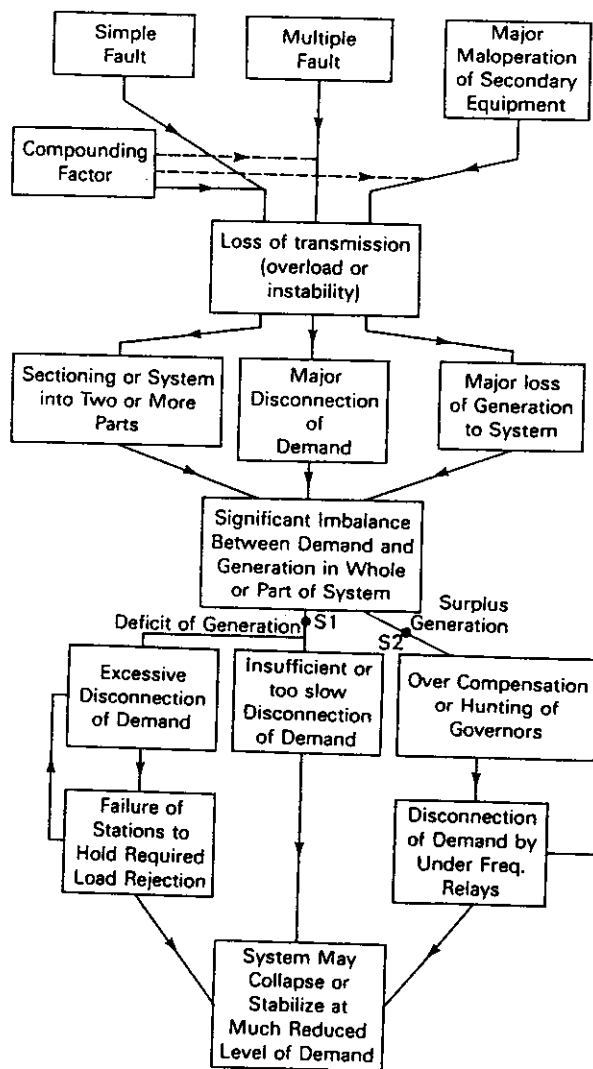 Simple
Fault
Multiple
Fault
Major
Maloperation
of Secondary
Equipment
Compounding
Factor
Loss of transmission
(overload or
instability)
Sectioning or System
into Two or More
Parts
Major
Disconnection
of
Demand
Major loss
of Generation
to System
Significant Imbalance
Between Demand and
Generation in Whole
or Part of System
Deficit of Generation
S1
S2
Surplus
Generation
Excessive
Disconnection
of Demand
Insufficient or
too slow
Disconnection
of Demand
Over Compensation
or Hunting of
Governors
Failure of
Stations to
Hold Required
Load Rejection
Disconnection
of Demand by
Under Freq.
Relays
System May
Collapse or
Stabilize at
Much Reduced
Level of Demand